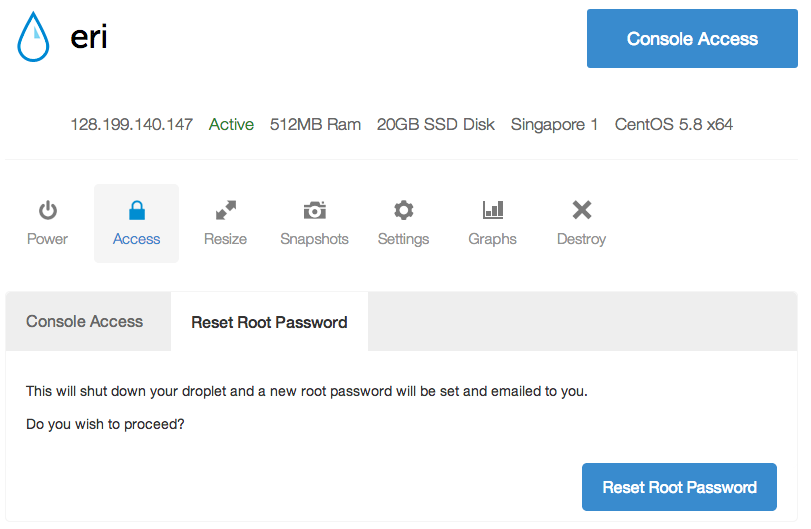 eri
Console Access
128.199.140.147 Active 512MB Ram 20GB SSD Disk Singapore 1 CentOS 5.8 x64
Power Access Resize Snapshots Settings Graphs Destroy
Console Access Reset Root Password
This will shut down your droplet and a new root password will be set and emailed to you.
Do you wish to proceed?
Reset Root Password